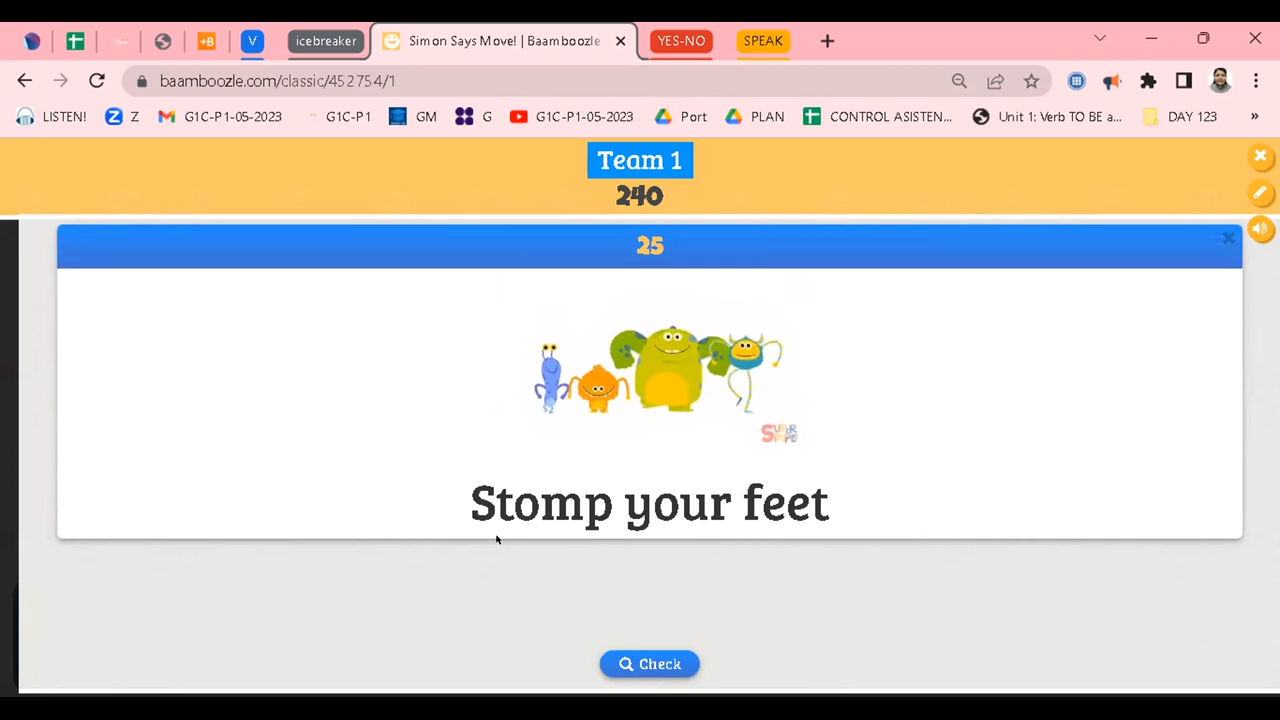 +B
V
icebreaker
Simon Says Move! | Baamboozle
YES-NO
SPEAK
baamboozle.com/classic/452754/1
LISTEN!
Z
G1C-P1-05-2023
G1C-P1
GM
G
G1C-P1-05-2023
Port
PLAN
CONTROL ASISTEN...
Unit 1: Verb TO BE a...
DAY 123
»
Team 1
240
25
SUPER
SIMPLE
Stomp your feet
Check